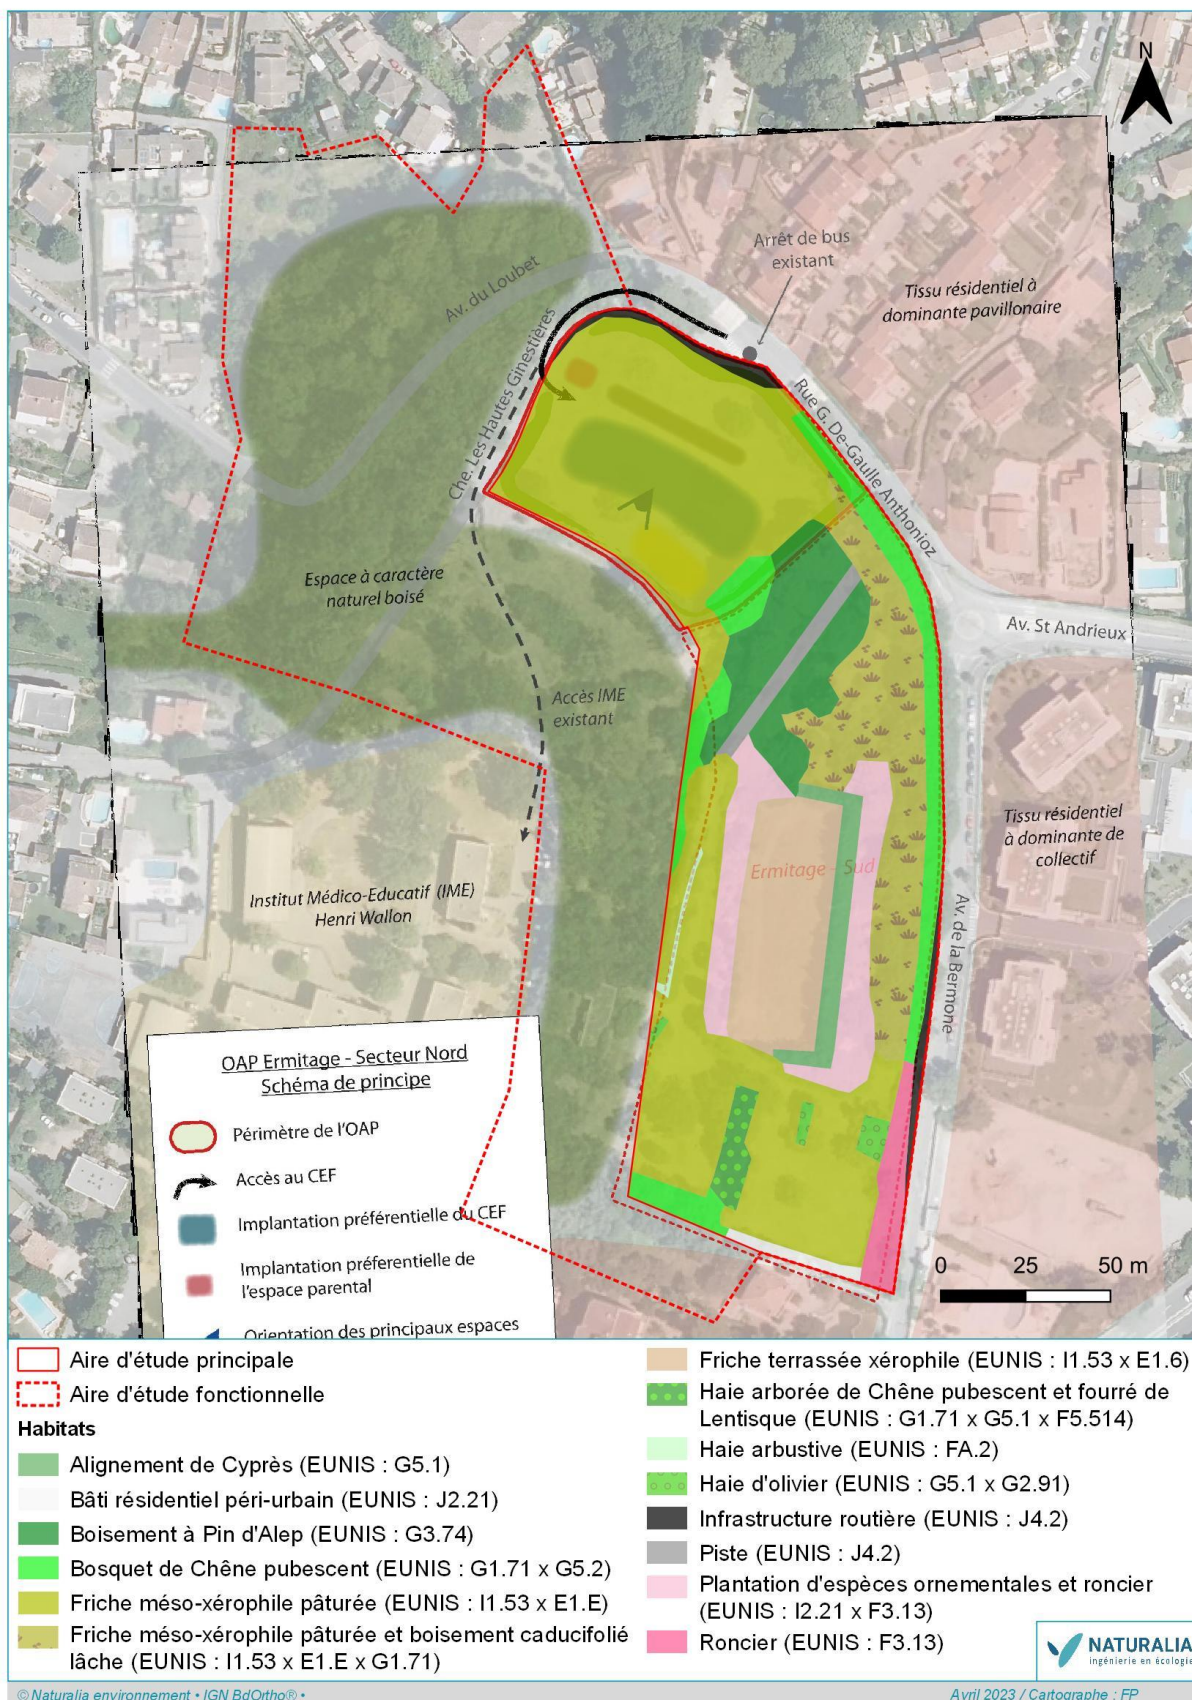 N
Arrêt de bus
existant
Tissu résidentiel à
dominante pavillonaire
Av. du Loubet
Che. Les Hautes Ginestières
Rue G. De-Gaulle Anthonioz
Espace à caractère
naturel boisé
Av. St Andrieux
Accès IME
existant
Tissu résidentiel
à dominante de
collectif
Ermitage - Sud
Institut Médico-Educatif (IME)
Henri Wallon
Av. de la Bermone
OAP Ermitage - Secteur Nord
Schéma de principe
Périmètre de l'OAP
Accès au CEF
Implantation préférentielle du CEF
Implantation préferentielle de
l'espace parental
Orientation des principaux espaces
0 25 50 m
Aire d'étude principale
Aire d'étude fonctionnelle
Habitats
Alignement de Cyprès (EUNIS : G5.1)
Bâti résidentiel péri-urbain (EUNIS : J2.21)
Boisement à Pin d'Alep (EUNIS : G3.74)
Bosquet de Chêne pubescent (EUNIS : G1.71 x G5.2)
Friche méso-xérophile pâturée (EUNIS : I1.53 x E1.E)
Friche méso-xérophile pâturée et boisement caducifolié
lâche (EUNIS : I1.53 x E1.E x G1.71)
Friche terrassée xérophile (EUNIS : I1.53 x E1.6)
Haie arborée de Chêne pubescent et fourré de
Lentisque (EUNIS : G1.71 x G5.1 x F5.514)
Haie arbustive (EUNIS : FA.2)
Haie d'olivier (EUNIS : G5.1 x G2.91)
Infrastructure routière (EUNIS : J4.2)
Piste (EUNIS : J4.2)
Plantation d'espèces ornementales et roncier
(EUNIS : I2.21 x F3.13)
Roncier (EUNIS : F3.13)
NATURALIA
ingénierie en écologie
© Naturalia environnement • IGN BdOrtho® •
Avril 2023 / Cartographe : FP